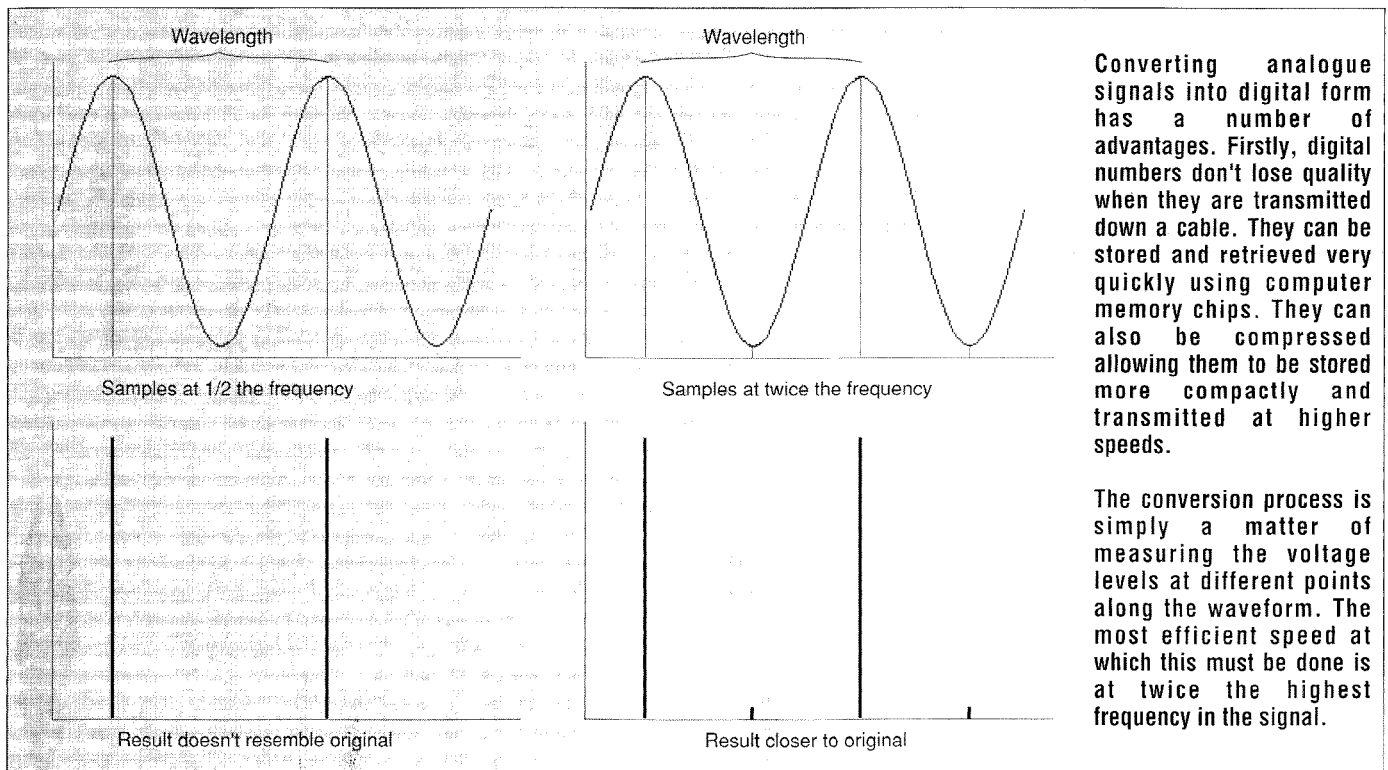 Wavelength
Wavelength
Samples at 1/2 the frequency
Samples at twice the frequency
Result doesn't resemble original
Result closer to original
Converting analogue
signals into digital form
has a number of
advantages. Firstly, digital
numbers don't lose quality
when they are transmitted
down a cable. They can be
stored and retrieved very
quickly using computer
memory chips. They can
also be compressed
allowing them to be stored
more compactly and
transmitted at higher
speeds.
The conversion process is
simply a matter of
measuring the voltage
levels at different points
along the waveform. The
most efficient speed at
which this must be done is
at twice the highest
frequency in the signal.